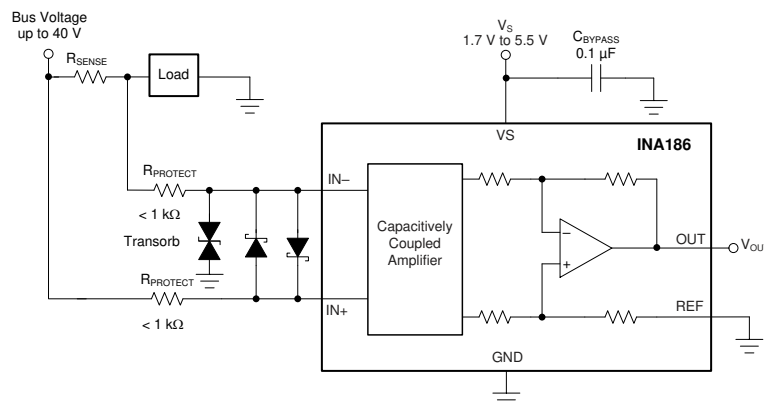 Bus Voltage
up to 40 V
RSENSE
Load
VS
1.7 V to 5.5 V
CBYPASS
0.1 µF
VS
INA186
RPROTECT
< 1 kΩ
Transorb
RPROTECT
< 1 kΩ
IN–
IN+
Capacitively
Coupled
Amplifier
–
+
OUT
VOU
REF
GND